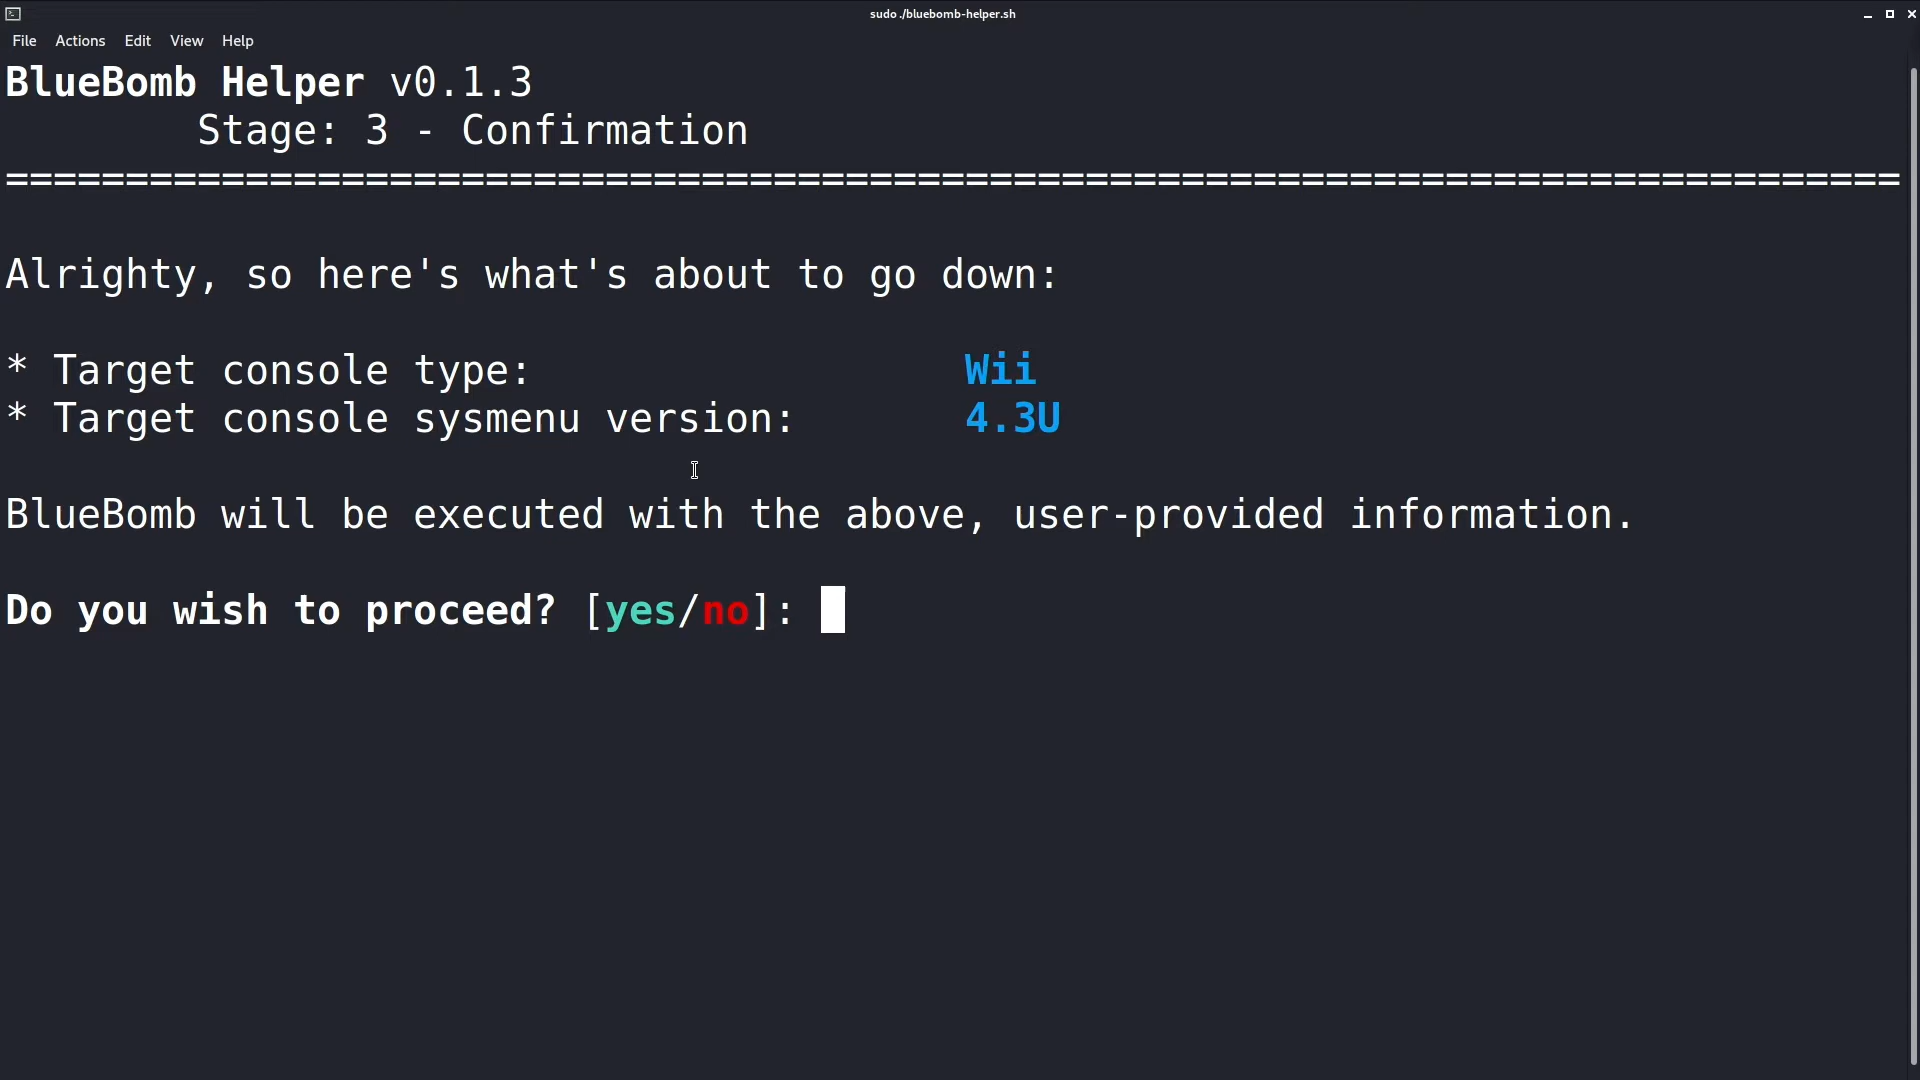 sudo ./bluebomb-helper.sh
File Actions Edit View Help
BlueBomb Helper v0.1.3
Stage: 3 - Confirmation
===============================================================================
Alrighty, so here's what's about to go down:
* Target console type: Wii
* Target console sysmenu version: 4.3U
BlueBomb will be executed with the above, user-provided information.
Do you wish to proceed? [yes/no]: